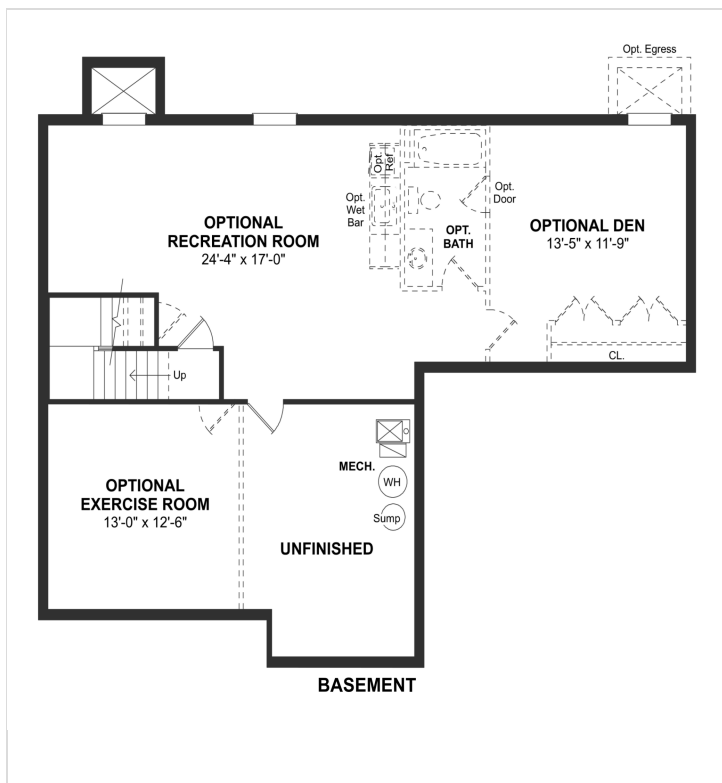 Opt. Egress
Opt.
Ref
Opt.
Wet
Bar
Opt.
Door
OPTIONAL
RECREATION ROOM
24'-4" x 17'-0"
OPT.
BATH
OPTIONAL DEN
13'-5" x 11'-9"
CL.
Up
OPTIONAL
EXERCISE ROOM
13'-0" x 12'-6"
MECH.
WH
Sump
UNFINISHED
BASEMENT